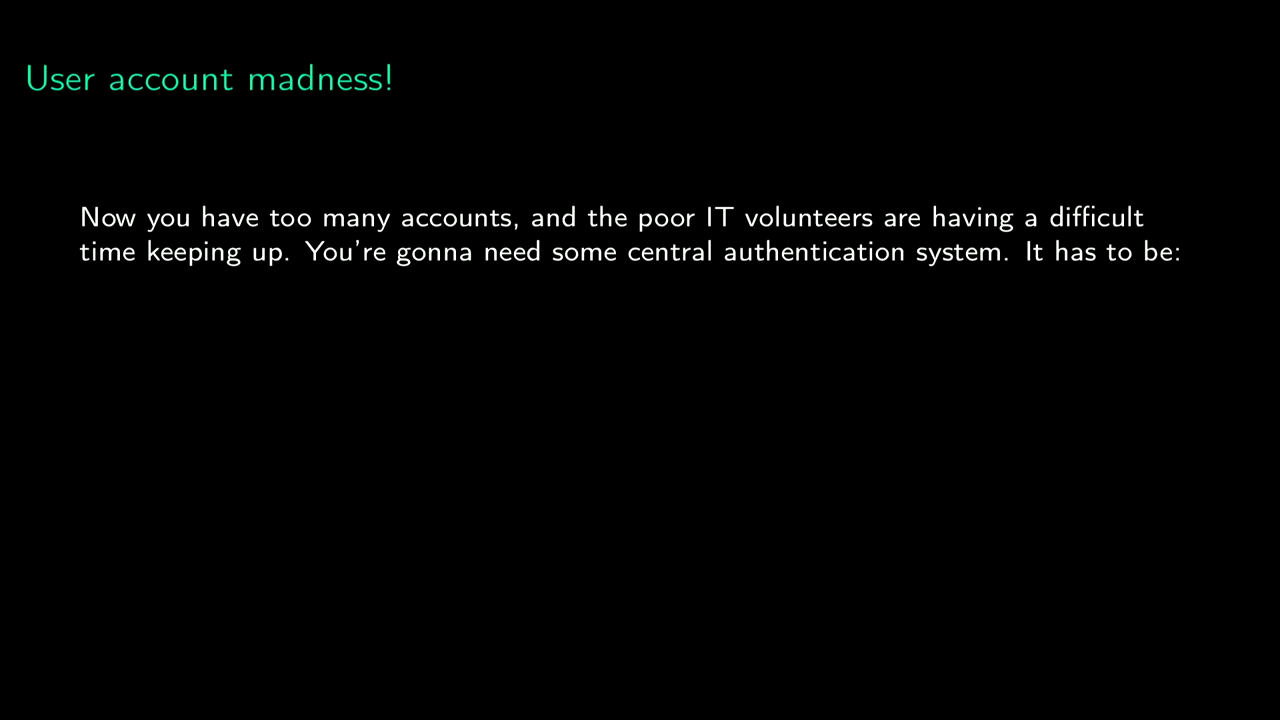 User account madness!
Now you have too many accounts, and the poor IT volunteers are having a difficult
time keeping up. You're gonna need some central authentication system. It has to be: